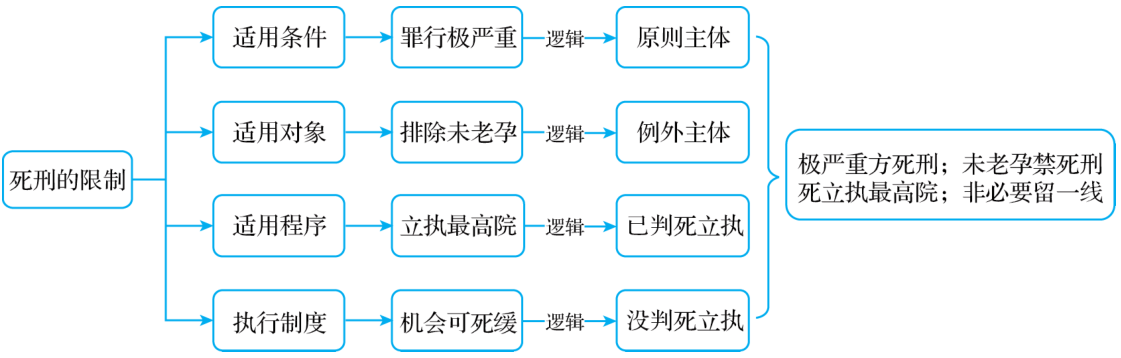 死刑的限制
适用条件
罪行极严重
逻辑
原则主体
适用对象
排除未老孕
逻辑
例外主体
适用程序
立执最高院
逻辑
已判死立执
执行制度
机会可死缓
逻辑
没判死立执
极严重方死刑；未老孕禁死刑
死立执最高院；非必要留一线